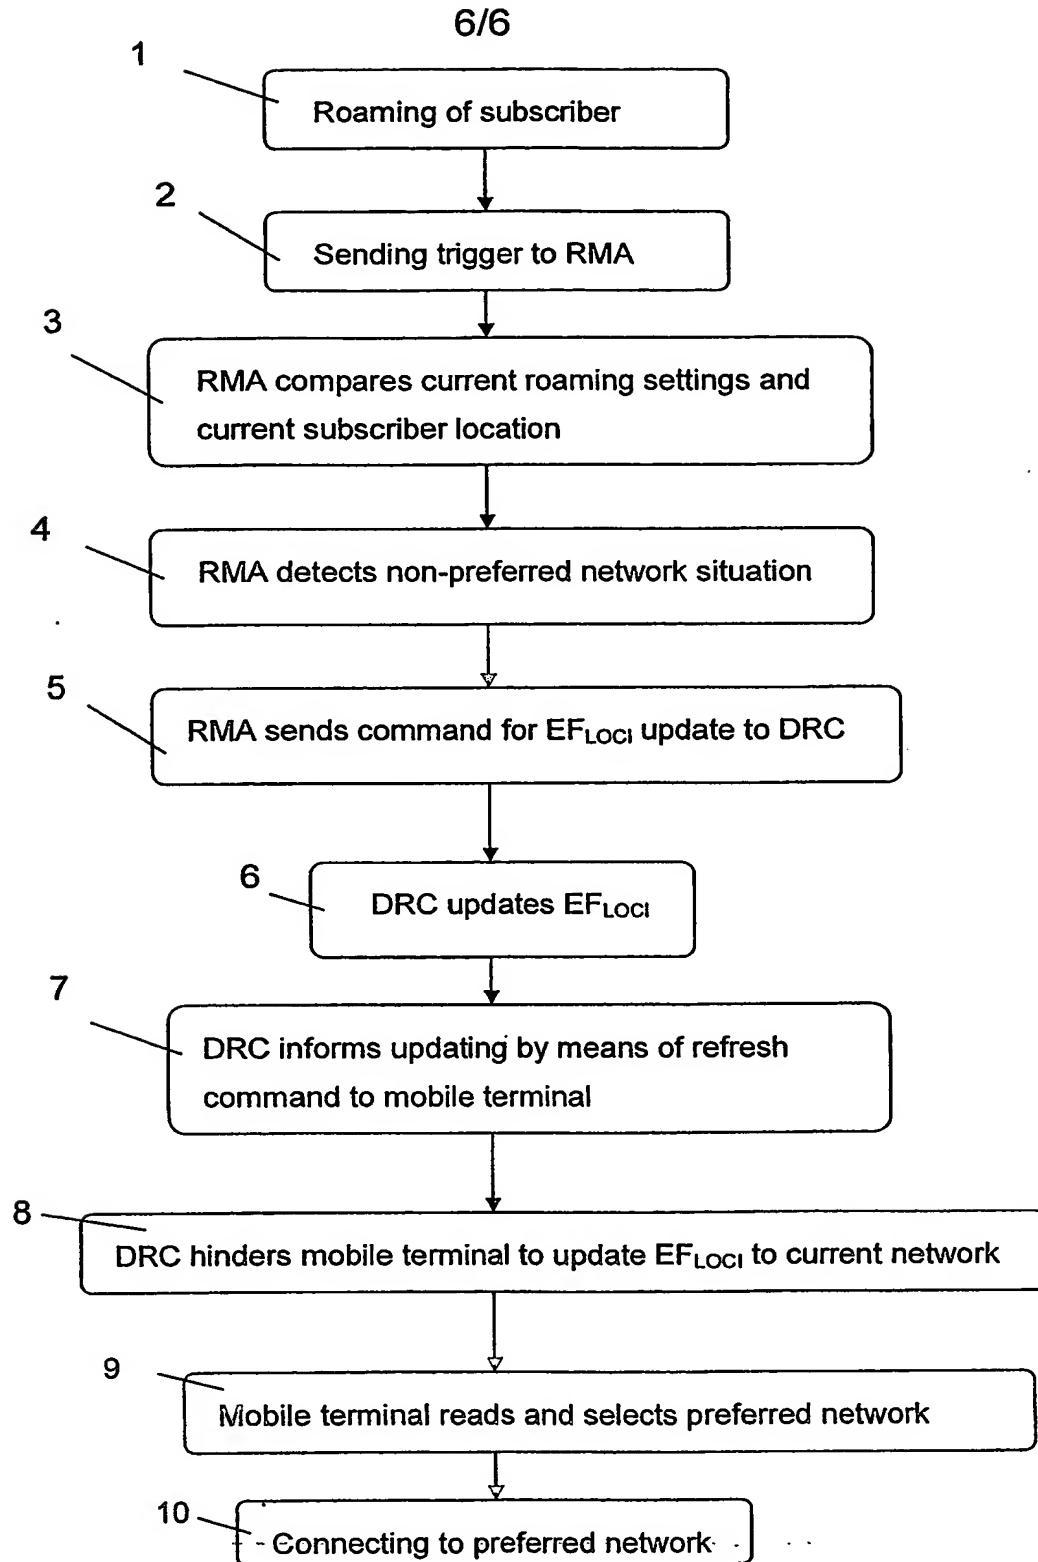 6/6
1
Roaming of subscriber
2
Sending trigger to RMA
3
RMA compares current roaming settings and
current subscriber location
4
RMA detects non-preferred network situation
5
RMA sends command for EFLOCI update to DRC
6
DRC updates EFLOCI
7
DRC informs updating by means of refresh
command to mobile terminal
8
DRC hinders mobile terminal to update EFLOCI to current network
9
Mobile terminal reads and selects preferred network
10
Connecting to preferred network